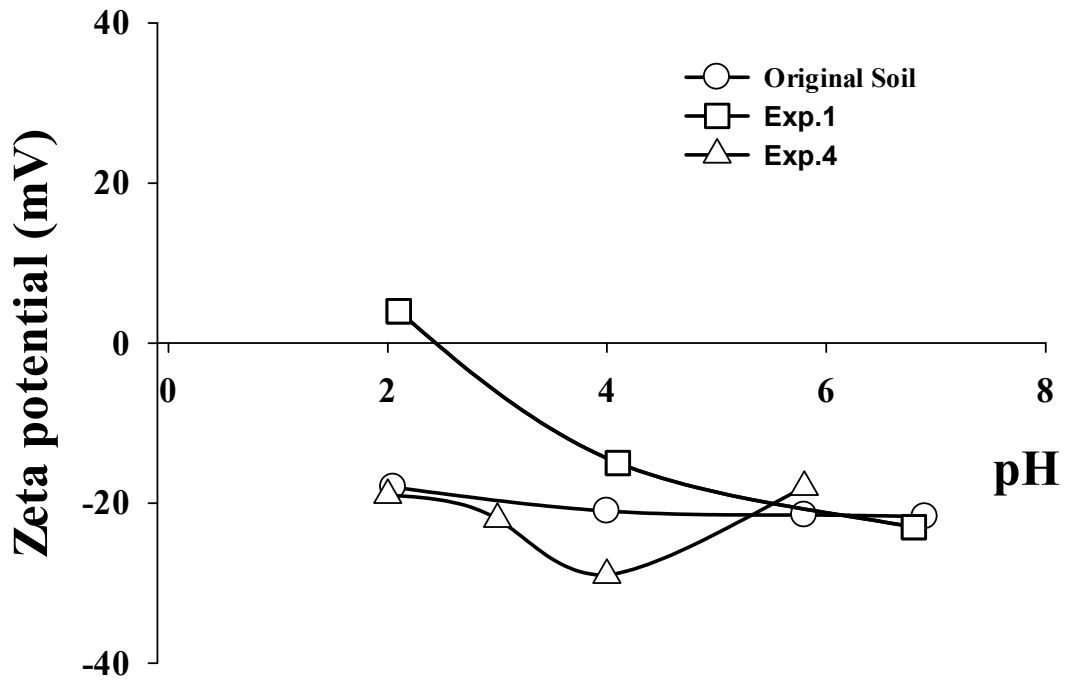 40
Original Soil
Exp.1
Exp.4
20
0
0 2 4 6 8
pH
-20
-40
Zeta potential (mV)